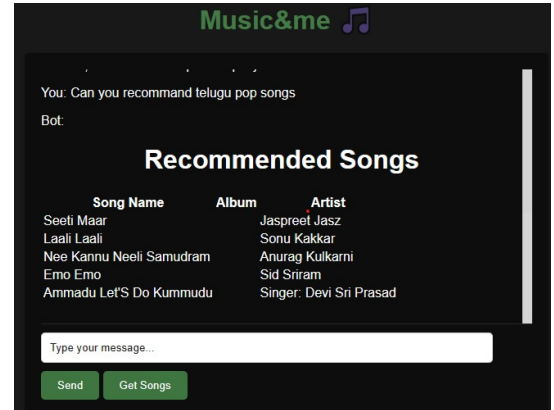 Music&me
You: Can you recommand telugu pop songs
Bot:
Recommended Songs
Song Name Album Artist
Seeti Maar Jaspreet Jasz
Laali Laali Sonu Kakkar
Nee Kannu Neeli Samudram Anurag Kulkarni
Emo Emo Sid Sriram
Ammadu Let'S Do Kummudu Singer: Devi Sri Prasad
Type your message...
Send Get Songs